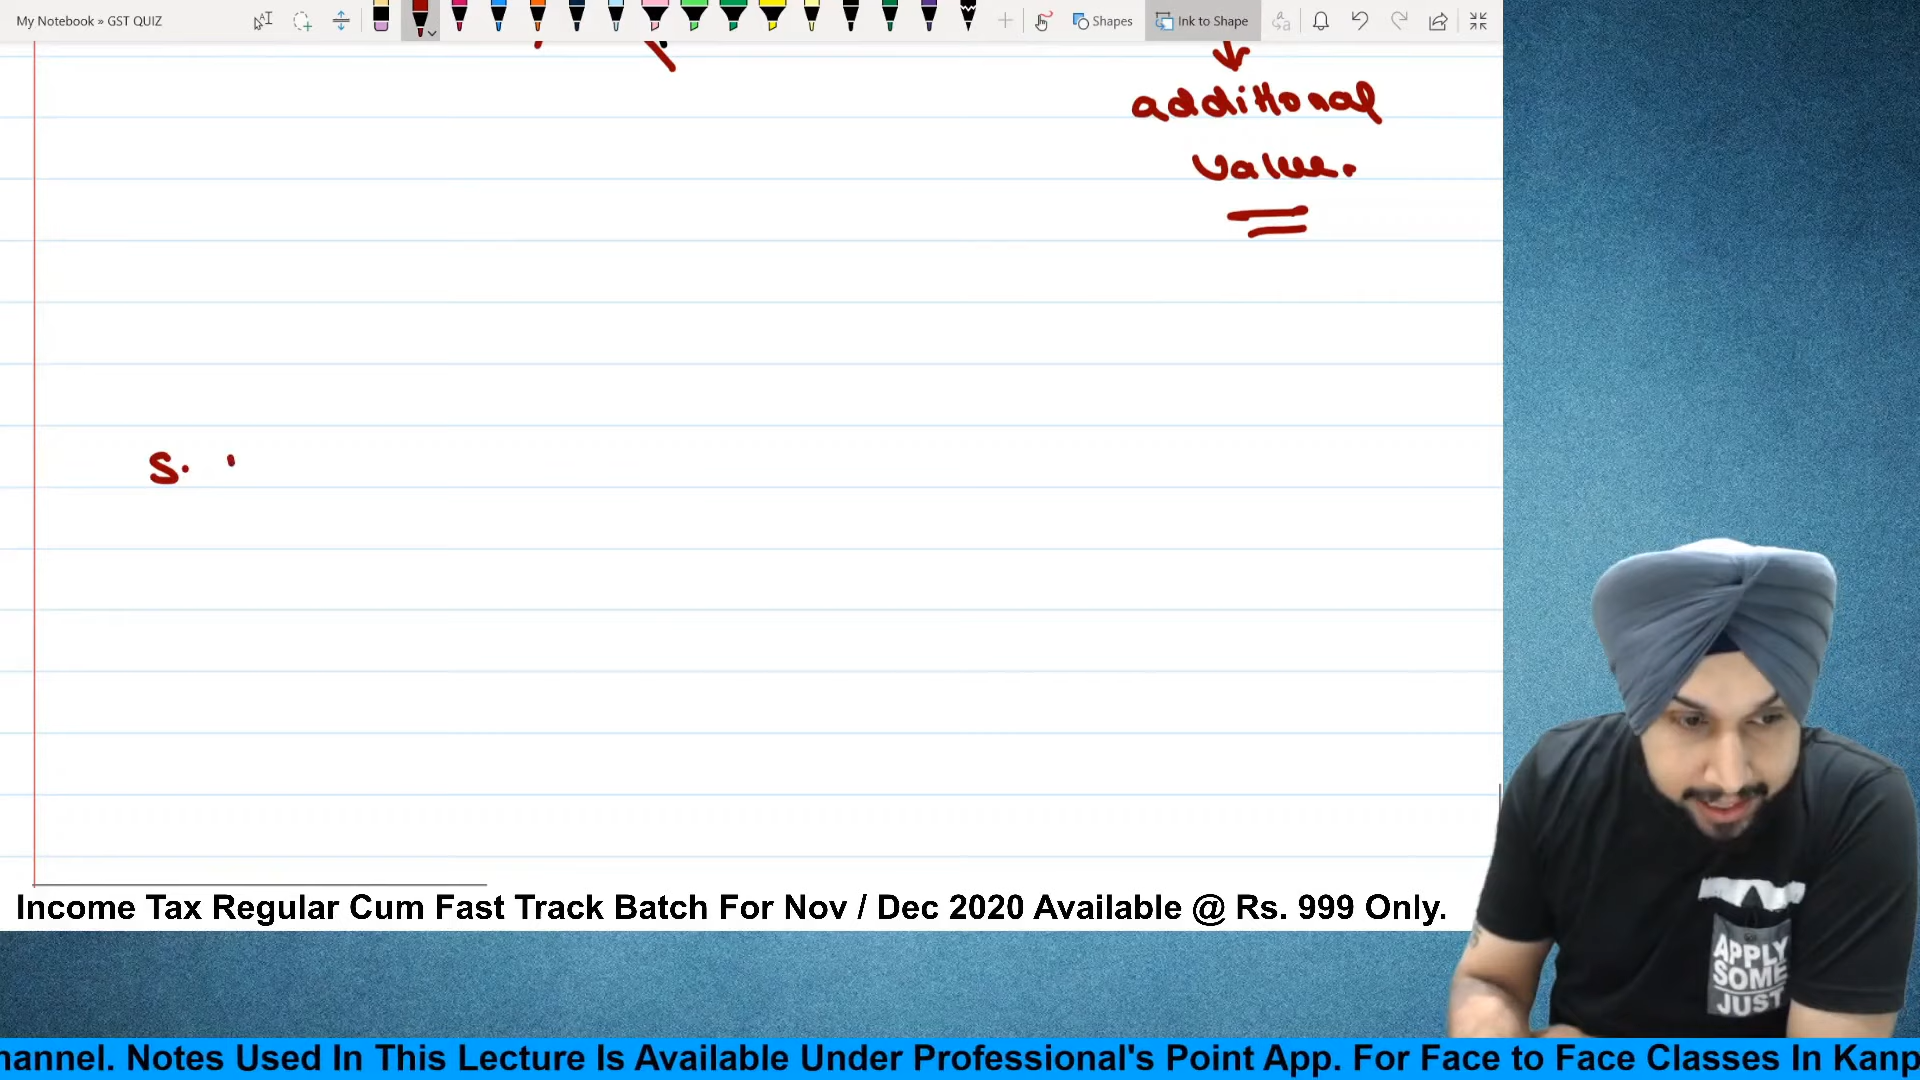 My Notebook » GST QUIZ
Shapes
Ink to Shape
additional
value.
S.
Income Tax Regular Cum Fast Track Batch For Nov / Dec 2020 Available @ Rs. 999 Only.
APPLY
SOME
JUST
hannel. Notes Used In This Lecture Is Available Under Professional's Point App. For Face to Face Classes In Kanp